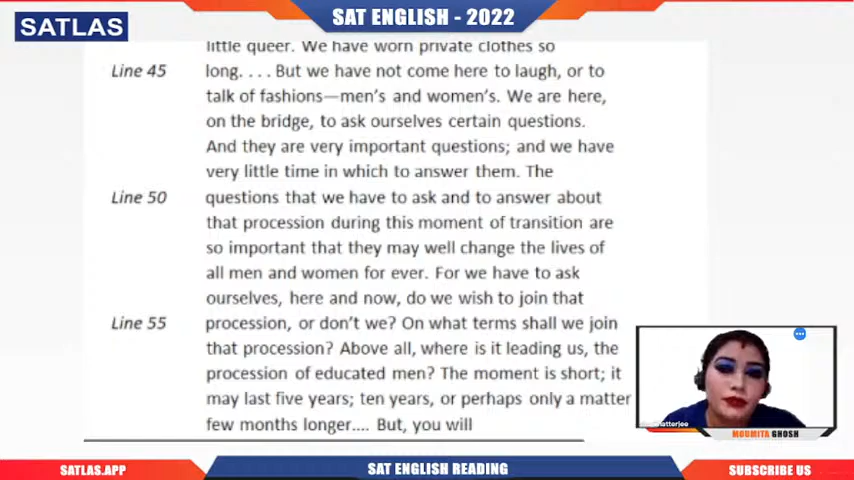 SATLAS
SAT ENGLISH - 2022
little queer. We have worn private clothes so
Line 45 long. . . . But we have not come here to laugh, or to
talk of fashions—men's and women's. We are here,
on the bridge, to ask ourselves certain questions.
And they are very important questions; and we have
very little time in which to answer them. The
Line 50 questions that we have to ask and to answer about
that procession during this moment of transition are
so important that they may well change the lives of
all men and women for ever. For we have to ask
ourselves, here and now, do we wish to join that
Line 55 procession, or don't we? On what terms shall we join
that procession? Above all, where is it leading us, the
procession of educated men? The moment is short; it
may last five years; ten years, or perhaps only a matter
few months longer.... But, you will
MOUMITA GHOSH
SATLAS.APP
SAT ENGLISH READING
SUBSCRIBE US